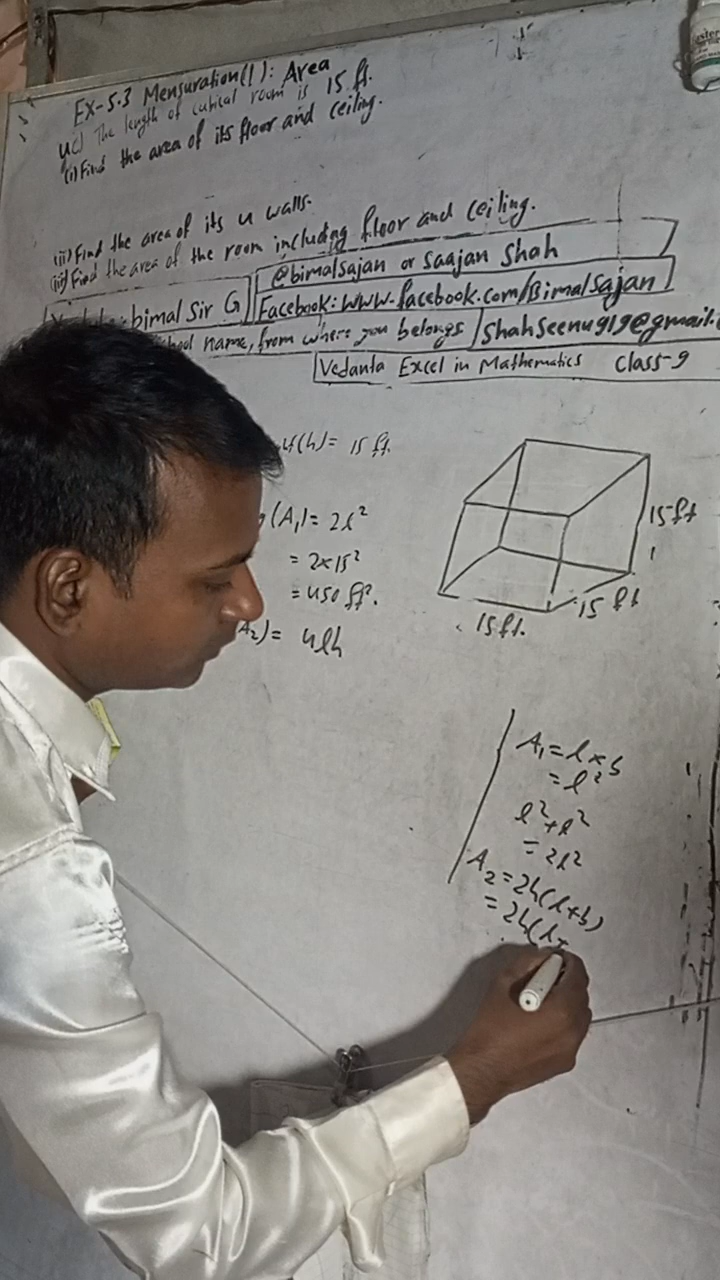 Ex-5.3 Mensuration(I): Area
4c) The length of cubical room is 15 ft.
(i) Find the area of its floor and ceiling.
(ii) Find the area of its 4 walls.
(iii) Find the area of the room including floor and ceiling.
@bimalsajan or Saajan Shah
bimal Sir G
Facebook: www.facebook.com/Bimalsajan
name, from where you belongs
Shahseenu919@gmail.
Vedanta Excel in Mathematics Class-9
(h) = 15 ft.
(A₁) = 2l²
= 2×15²
= 450 ft².
A₂) = 4lh
15 ft
15 ft
15 ft.
A₁ = l×b
= l²
l²+l²
= 2l²
A₂ = 2h(l+b)
= 2h(l+